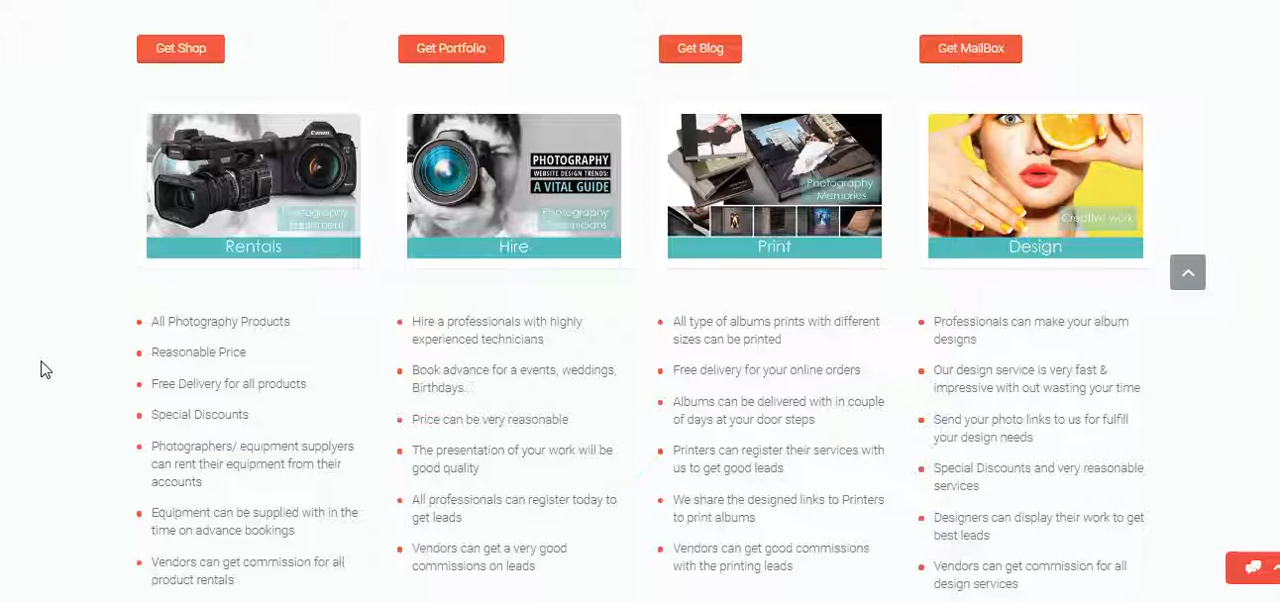 Get Shop
Get Portfolio
Get Blog
Get MailBox
Canon
Photography
Equipment
Rentals
PHOTOGRAPHY
WEBSITE DESIGN TRENDS:
A VITAL GUIDE
Photography
Technicians
Hire
Photography
Memories
Print
Creative work
Design
All Photography Products
Reasonable Price
Free Delivery for all products
Special Discounts
Photographers/ equipment supplyers
can rent their equipment from their
accounts
Equipment can be supplied with in the
time on advance bookings
Vendors can get commission for all
product rentals
Hire a professionals with highly
experienced technicians
Book advance for a events, weddings,
Birthdays...
Price can be very reasonable
The presentation of your work will be
good quality
All professionals can register today to
get leads
Vendors can get a very good
commissions on leads
All type of albums prints with different
sizes can be printed
Free delivery for your online orders
Albums can be delivered with in couple
of days at your door steps
Printers can register their services with
us to get good leads
We share the designed links to Printers
to print albums
Vendors can get good commissions
with the printing leads
Professionals can make your album
designs
Our design service is very fast &
impressive with out wasting your time
Send your photo links to us for fulfill
your design needs
Special Discounts and very reasonable
services
Designers can display their work to get
best leads
Vendors can get commission for all
design services